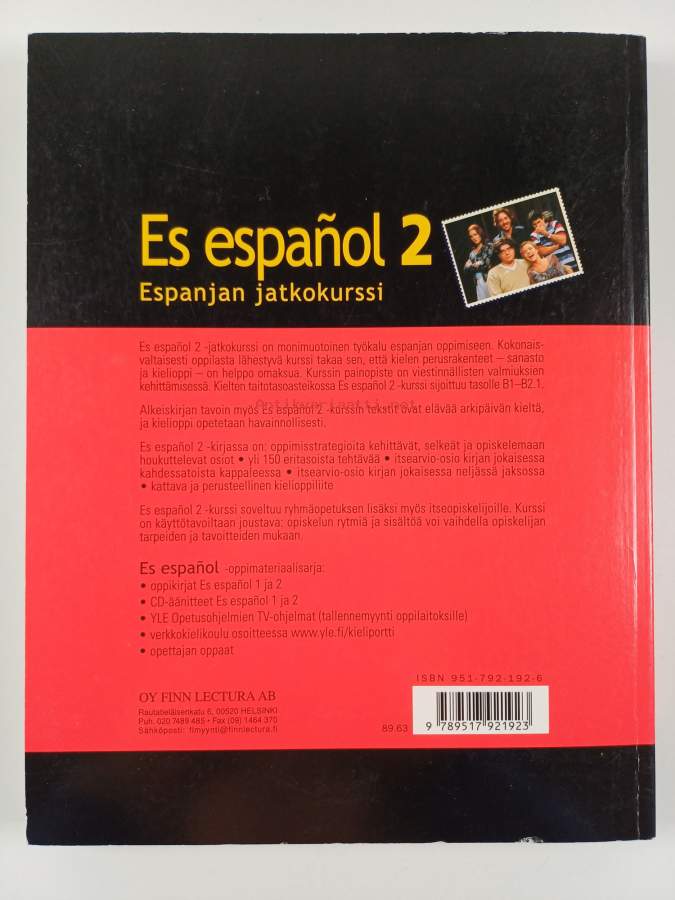 Es español 2
Espanjan jatkokurssi
Es español 2 -jatkokurssi on monimuotoinen työkalu espanjan oppimiseen. Kokonais-
valtaisesti oppilasta lähestyvä kurssi takaa sen, että kielen perusrakenteet – sanasto
ja kielioppi – on helppo omaksua. Kurssin painopiste on viestinnällisten valmiuksien
kehittämisessä. Kielten taitotasoasteikossa Es español 2 -kurssi sijoittuu tasolle B1–B2.1.
Antikvariaatti.net
Alkeiskirjan tavoin myös Es español 2 -kurssin tekstit ovat elävää arkipäivän kieltä,
ja kielioppi opetetaan havainnollisesti.
Es español 2 -kirjassa on: oppimisstrategioita kehittävät, selkeät ja opiskelemaan
houkuttelevat osiot • yli 150 eritasoista tehtävää • itsearvio-osio kirjan jokaisessa
kahdessatoista kappaleessa • itsearvio-osio kirjan jokaisessa neljässä jaksossa
• kattava ja perusteellinen kielioppiliite
Es español 2 -kurssi soveltuu ryhmäopetuksen lisäksi myös itseopiskelijoille. Kurssi
on käyttötavoiltaan joustava: opiskelun rytmiä ja sisältöä voi vaihdella opiskelijan
tarpeiden ja tavoitteiden mukaan.
Es español -oppimateriaalisarja:
• oppikirjat Es español 1 ja 2
• CD-äänitteet Es español 1 ja 2
• YLE Opetusohjelmien TV-ohjelmat (tallennemyynti oppilaitoksille)
• verkkokielikoulu osoitteessa www.yle.fi/kieliportti
• opettajan oppaat
ISBN 951-792-192-6
OY FINN LECTURA AB
Rautatieläisenkatu 6, 00520 HELSINKI
Puh. 020 7489 485 • Fax (09) 1464 370
Sähköposti: flmyynti@finnlectura.fi
89.63
9 789517 921923